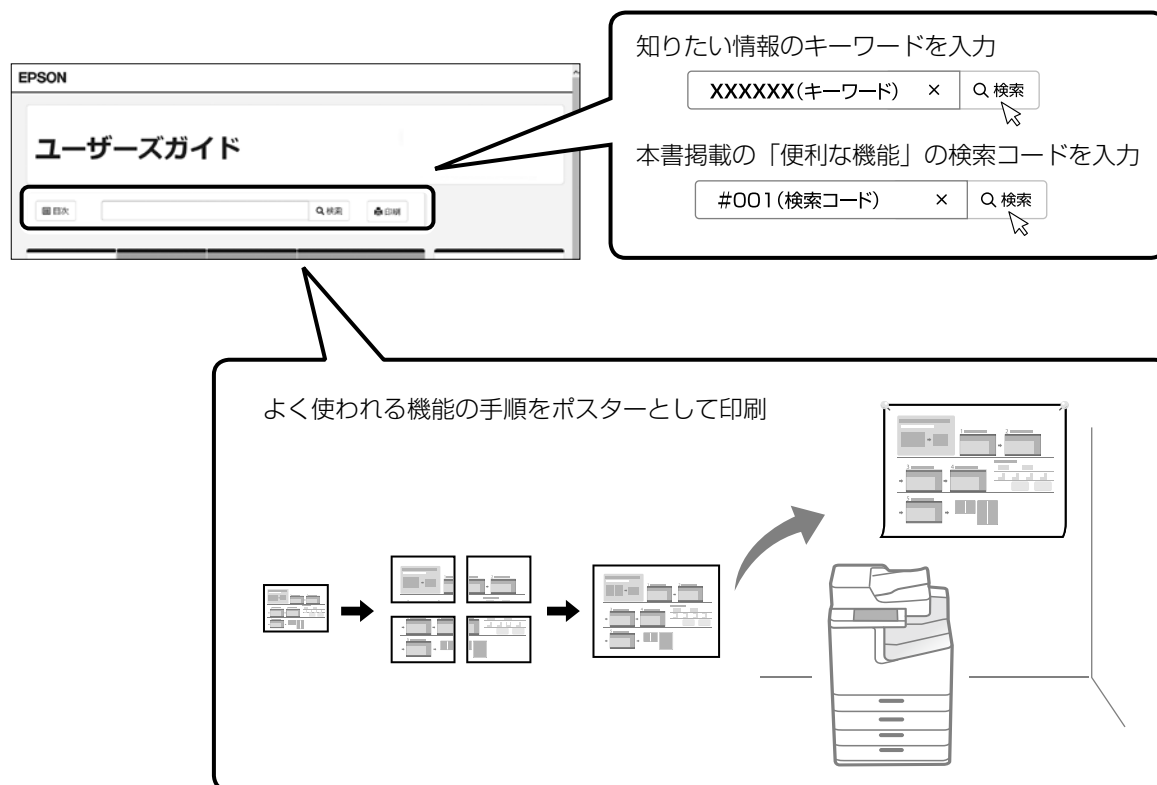 EPSON
ユーザーズガイド
目次
検索
印刷
知りたい情報のキーワードを入力
XXXXXX(キーワード) × 検索
本書掲載の「便利な機能」の検索コードを入力
#001(検索コード) × 検索
よく使われる機能の手順をポスターとして印刷